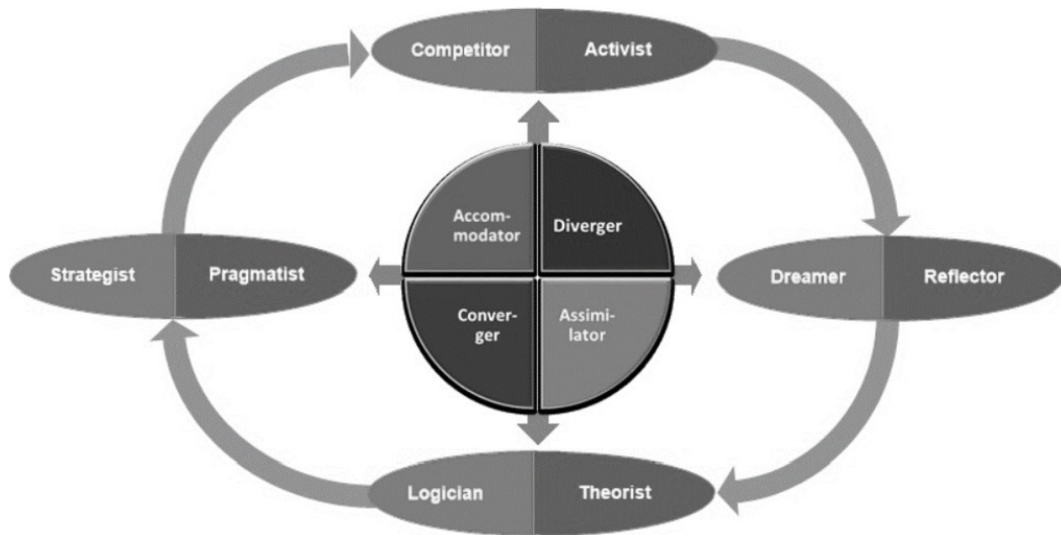 Competitor Activist
Accom-
modator
Diverger
Strategist Pragmatist
Dreamer Reflector
Conver-
ger
Assimi-
lator
Logician Theorist